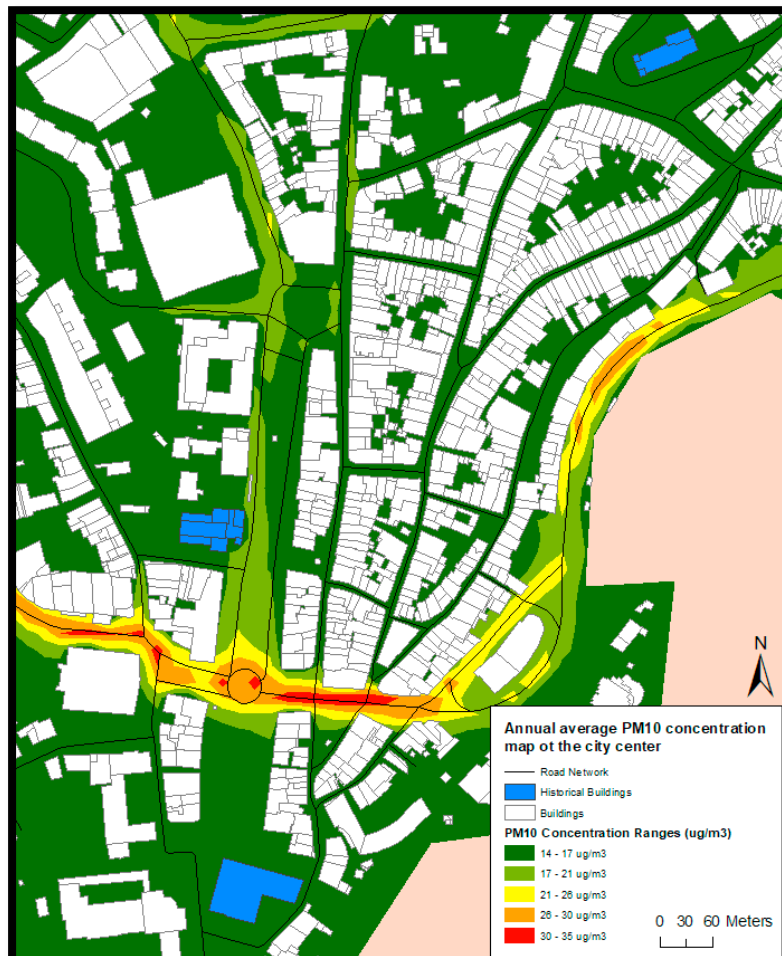 N
Annual average PM10 concentration
map ot the city center
Road Network
Historical Buildings
Buildings
PM10 Concentration Ranges (ug/m3)
14 - 17 ug/m3
17 - 21 ug/m3
21 - 26 ug/m3
26 - 30 ug/m3
30 - 35 ug/m3
0 30 60 Meters